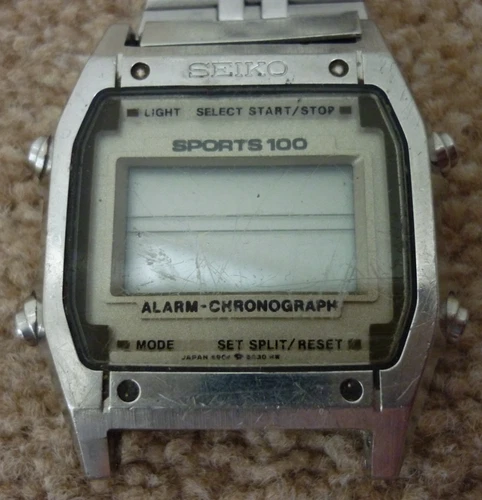 SEIKO
LIGHT SELECT START/STOP
SPORTS 100
ALARM-CHRONOGRAPH
MODE SET SPLIT/RESET
JAPAN